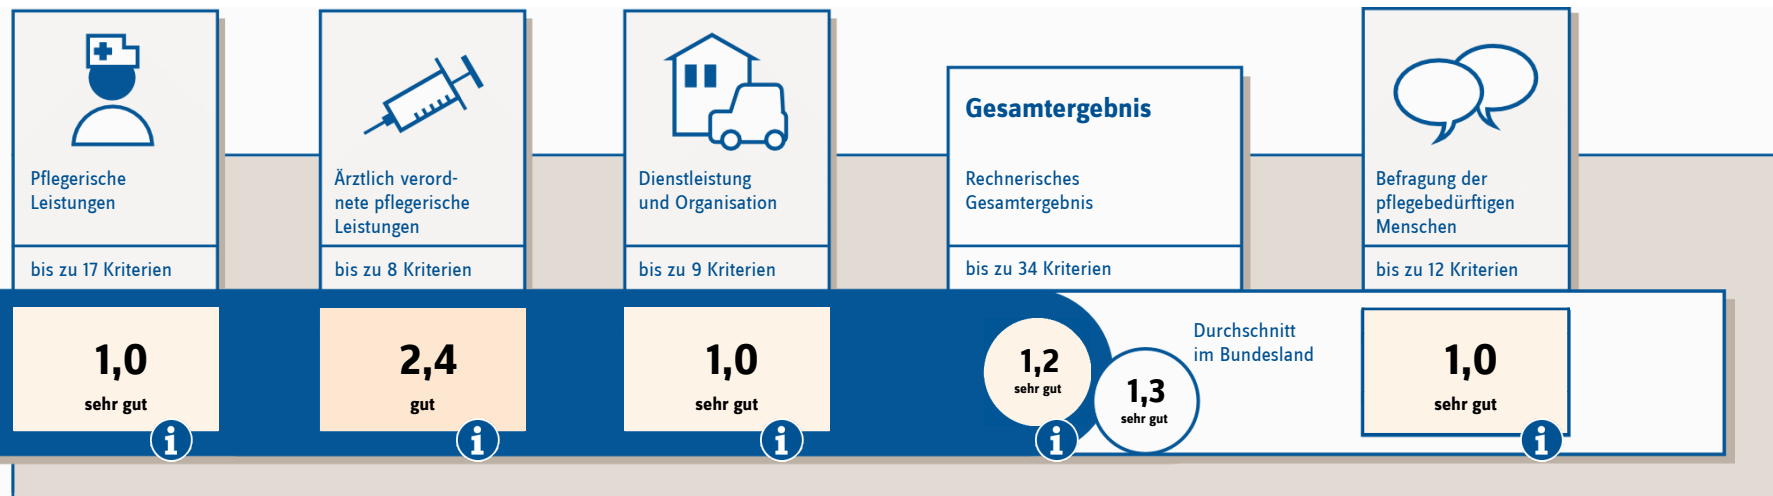 Pflegerische
Leistungen
bis zu 17 Kriterien
1,0
sehr gut
i
Ärztlich verord-
nete pflegerische
Leistungen
bis zu 8 Kriterien
2,4
gut
i
Dienstleistung
und Organisation
bis zu 9 Kriterien
1,0
sehr gut
i
Gesamtergebnis
Rechnerisches
Gesamtergebnis
bis zu 34 Kriterien
1,2
sehr gut
i
1,3
sehr gut
Durchschnitt
im Bundesland
Befragung der
pflegebedürftigen
Menschen
bis zu 12 Kriterien
1,0
sehr gut
i